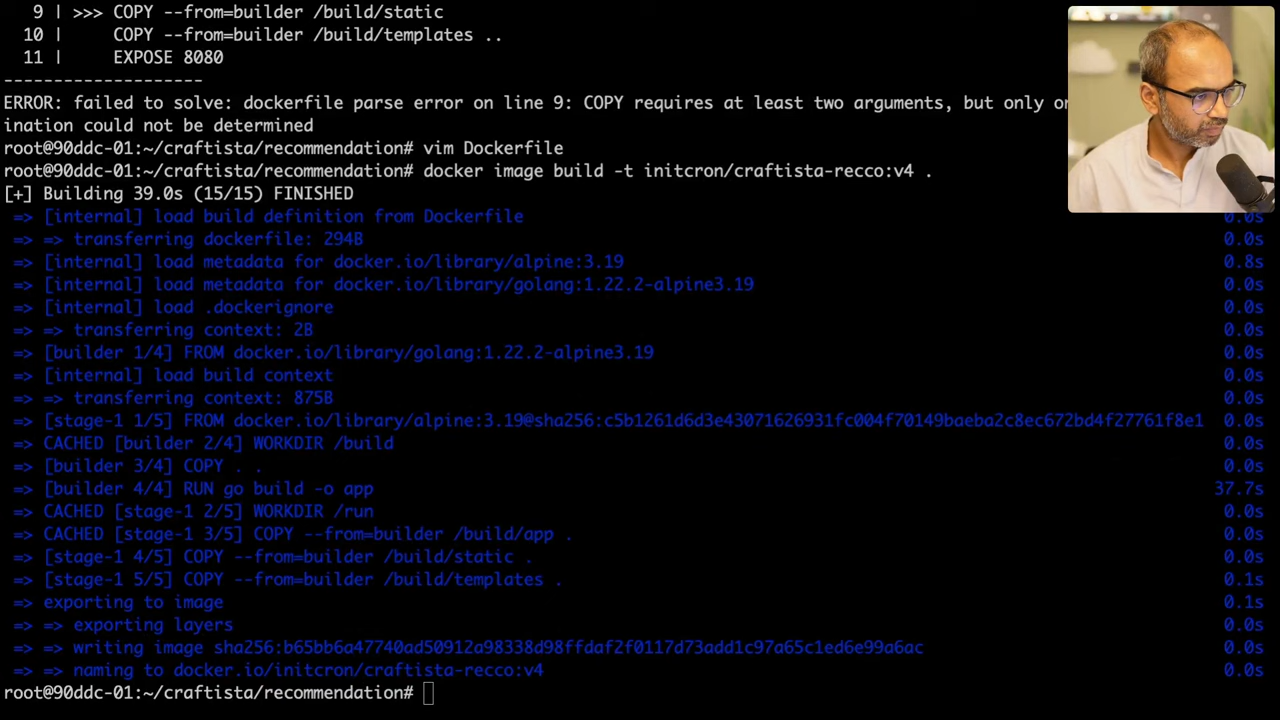 9 | >>> COPY --from=builder /build/static
10 | COPY --from=builder /build/templates ..
11 | EXPOSE 8080
--------------------
ERROR: failed to solve: dockerfile parse error on line 9: COPY requires at least two arguments, but only
ination could not be determined
root@90ddc-01:~/craftista/recommendation# vim Dockerfile
root@90ddc-01:~/craftista/recommendation# docker image build -t initcron/craftista-recco:v4 .
[+] Building 39.0s (15/15) FINISHED
=> [internal] load build definition from Dockerfile 0.0s
=> => transferring dockerfile: 294B 0.0s
=> [internal] load metadata for docker.io/library/alpine:3.19 0.8s
=> [internal] load metadata for docker.io/library/golang:1.22.2-alpine3.19 0.0s
=> [internal] load .dockerignore 0.0s
=> => transferring context: 2B 0.0s
=> [builder 1/4] FROM docker.io/library/golang:1.22.2-alpine3.19 0.0s
=> [internal] load build context 0.0s
=> => transferring context: 875B 0.0s
=> [stage-1 1/5] FROM docker.io/library/alpine:3.19@sha256:c5b1261d6d3e43071626931fc004f70149baeba2c8ec672bd4f27761f8e1 0.0s
=> CACHED [builder 2/4] WORKDIR /build 0.0s
=> [builder 3/4] COPY . . 0.0s
=> [builder 4/4] RUN go build -o app 37.7s
=> CACHED [stage-1 2/5] WORKDIR /run 0.0s
=> CACHED [stage-1 3/5] COPY --from=builder /build/app . 0.0s
=> [stage-1 4/5] COPY --from=builder /build/static . 0.0s
=> [stage-1 5/5] COPY --from=builder /build/templates . 0.1s
=> exporting to image 0.1s
=> => exporting layers 0.0s
=> => writing image sha256:b65bb6a47740ad50912a98338d98ffdaf2f0117d73add1c97a65c1ed6e99a6ac 0.0s
=> => naming to docker.io/initcron/craftista-recco:v4 0.0s
root@90ddc-01:~/craftista/recommendation#